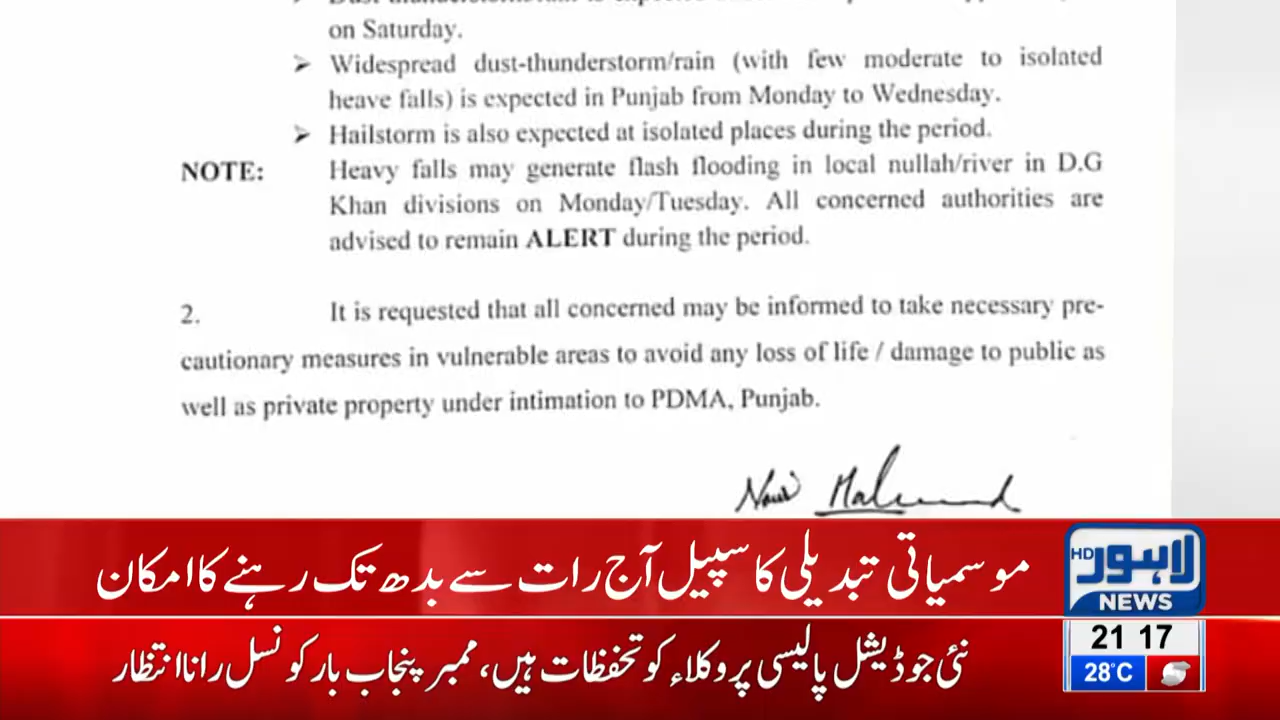 on Saturday.
➢ Widespread dust-thunderstorm/rain (with few moderate to isolated
heave falls) is expected in Punjab from Monday to Wednesday.
➢ Hailstorm is also expected at isolated places during the period.
NOTE: Heavy falls may generate flash flooding in local nullah/river in D.G
Khan divisions on Monday/Tuesday. All concerned authorities are
advised to remain ALERT during the period.
2. It is requested that all concerned may be informed to take necessary pre-
cautionary measures in vulnerable areas to avoid any loss of life / damage to public as
well as private property under intimation to PDMA, Punjab.
موسمیاتی تبدیلی کا سپیل آج رات سے بدھ تک رہنے کا امکان
HD لاہور
NEWS
نئی جوڈیشل پالیسی پر وکلاء کو تحفظات ہیں، ممبر پنجاب بار کونسل رانا انتظار
21 17
28°C